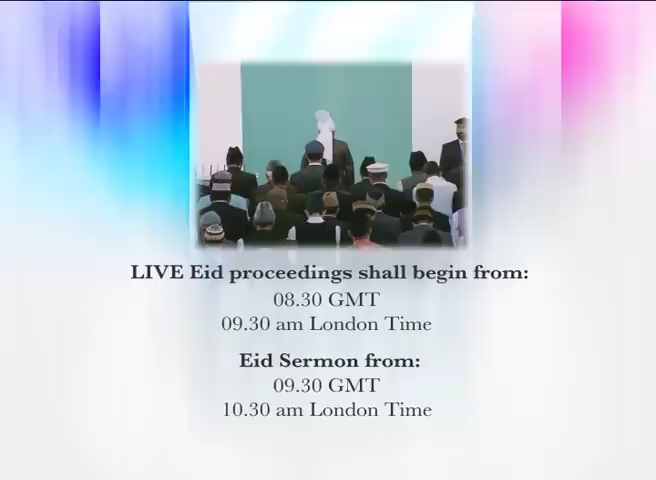 LIVE Eid proceedings shall begin from:
08.30 GMT
09.30 am London Time
Eid Sermon from:
09.30 GMT
10.30 am London Time